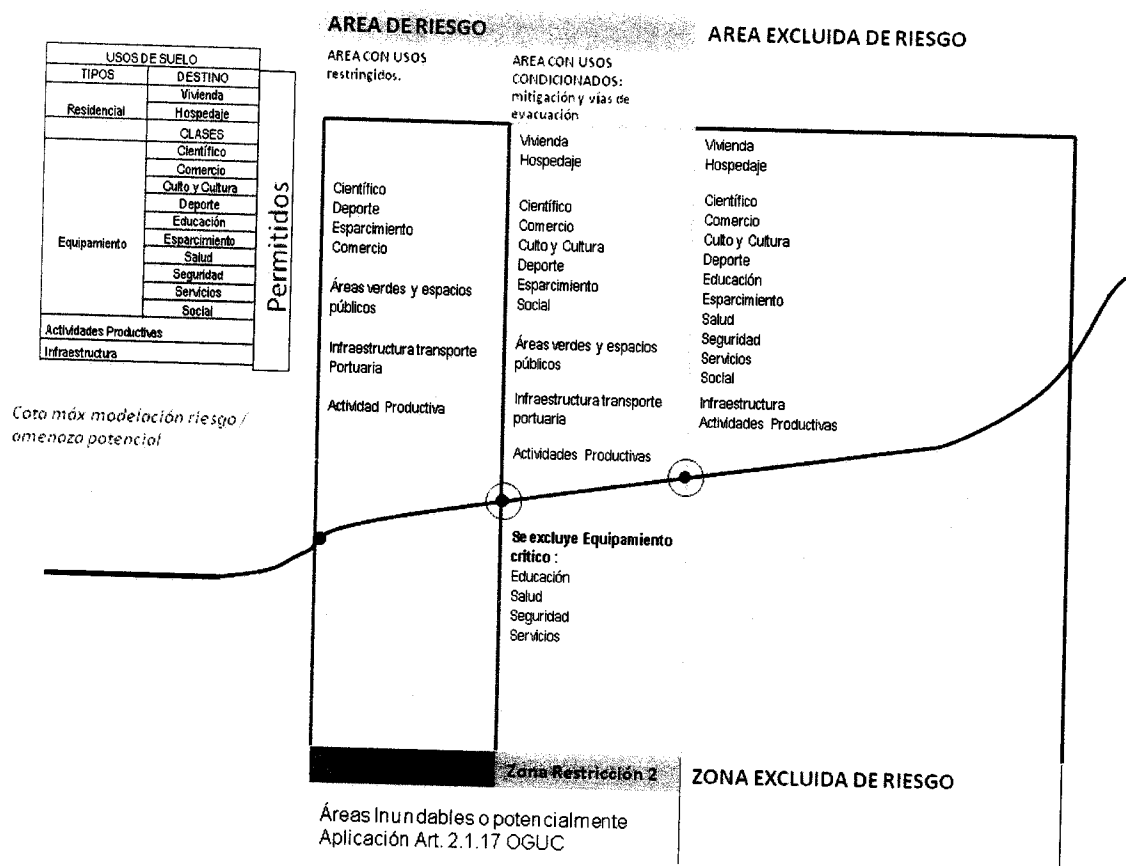 USOS DE SUELO
TIPOS DESTINO
Residencial
Vivienda
Hospedaje
CLASES
Equipamiento
Científico
Comercio
Culto y Cultura
Deporte
Educación
Esparcimiento
Salud
Seguridad
Servicios
Social
Actividades Productivas
Infraestructura
Permitidos
Cota máx modelación riesgo /
amenaza potencial
AREA DE RIESGO
AREA CON USOS
restringidos.
Científico
Deporte
Esparcimiento
Comercio
Áreas verdes y espacios
públicos
Infraestructura transporte
Portuaria
Actividad Productiva
AREA CON USOS
CONDICIONADOS:
mitigación y vías de
evacuación
Vivienda
Hospedaje
Científico
Comercio
Culto y Cultura
Deporte
Esparcimiento
Social
Áreas verdes y espacios
públicos
Infraestructura transporte
portuaria
Actividades Productivas
Se excluye Equipamiento
crítico :
Educación
Salud
Seguridad
Servicios
AREA EXCLUIDA DE RIESGO
Vivienda
Hospedaje
Científico
Comercio
Culto y Cultura
Deporte
Educación
Esparcimiento
Salud
Seguridad
Servicios
Social
Infraestructura
Actividades Productivas
Zona Restricción 2
ZONA EXCLUIDA DE RIESGO
Áreas Inundables o potencialmente
Aplicación Art. 2.1.17 OGUC